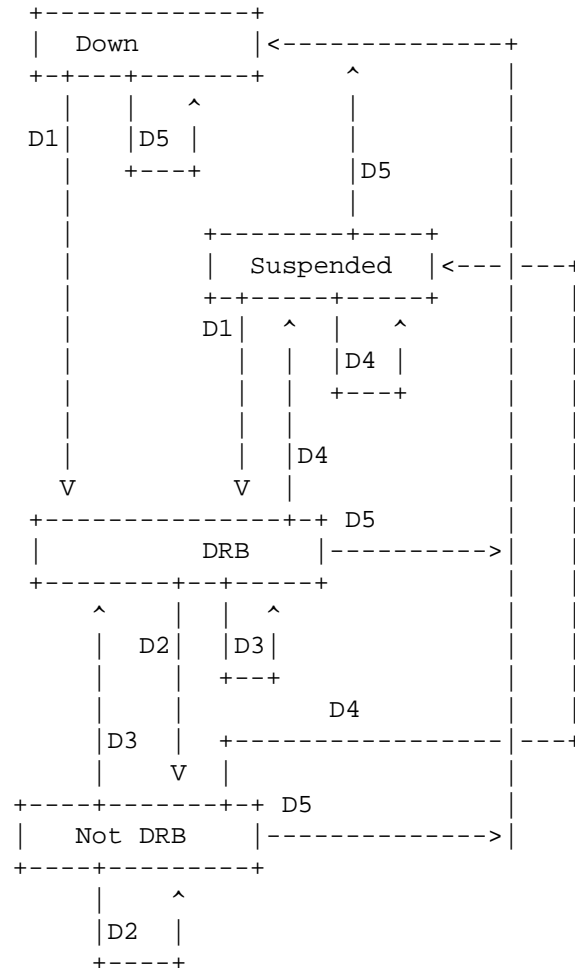 Down
D1 D5
D5
Suspended
D1
D4
D4
D5
DRB
D2 D3
D4
D3
D5
Not DRB
D2